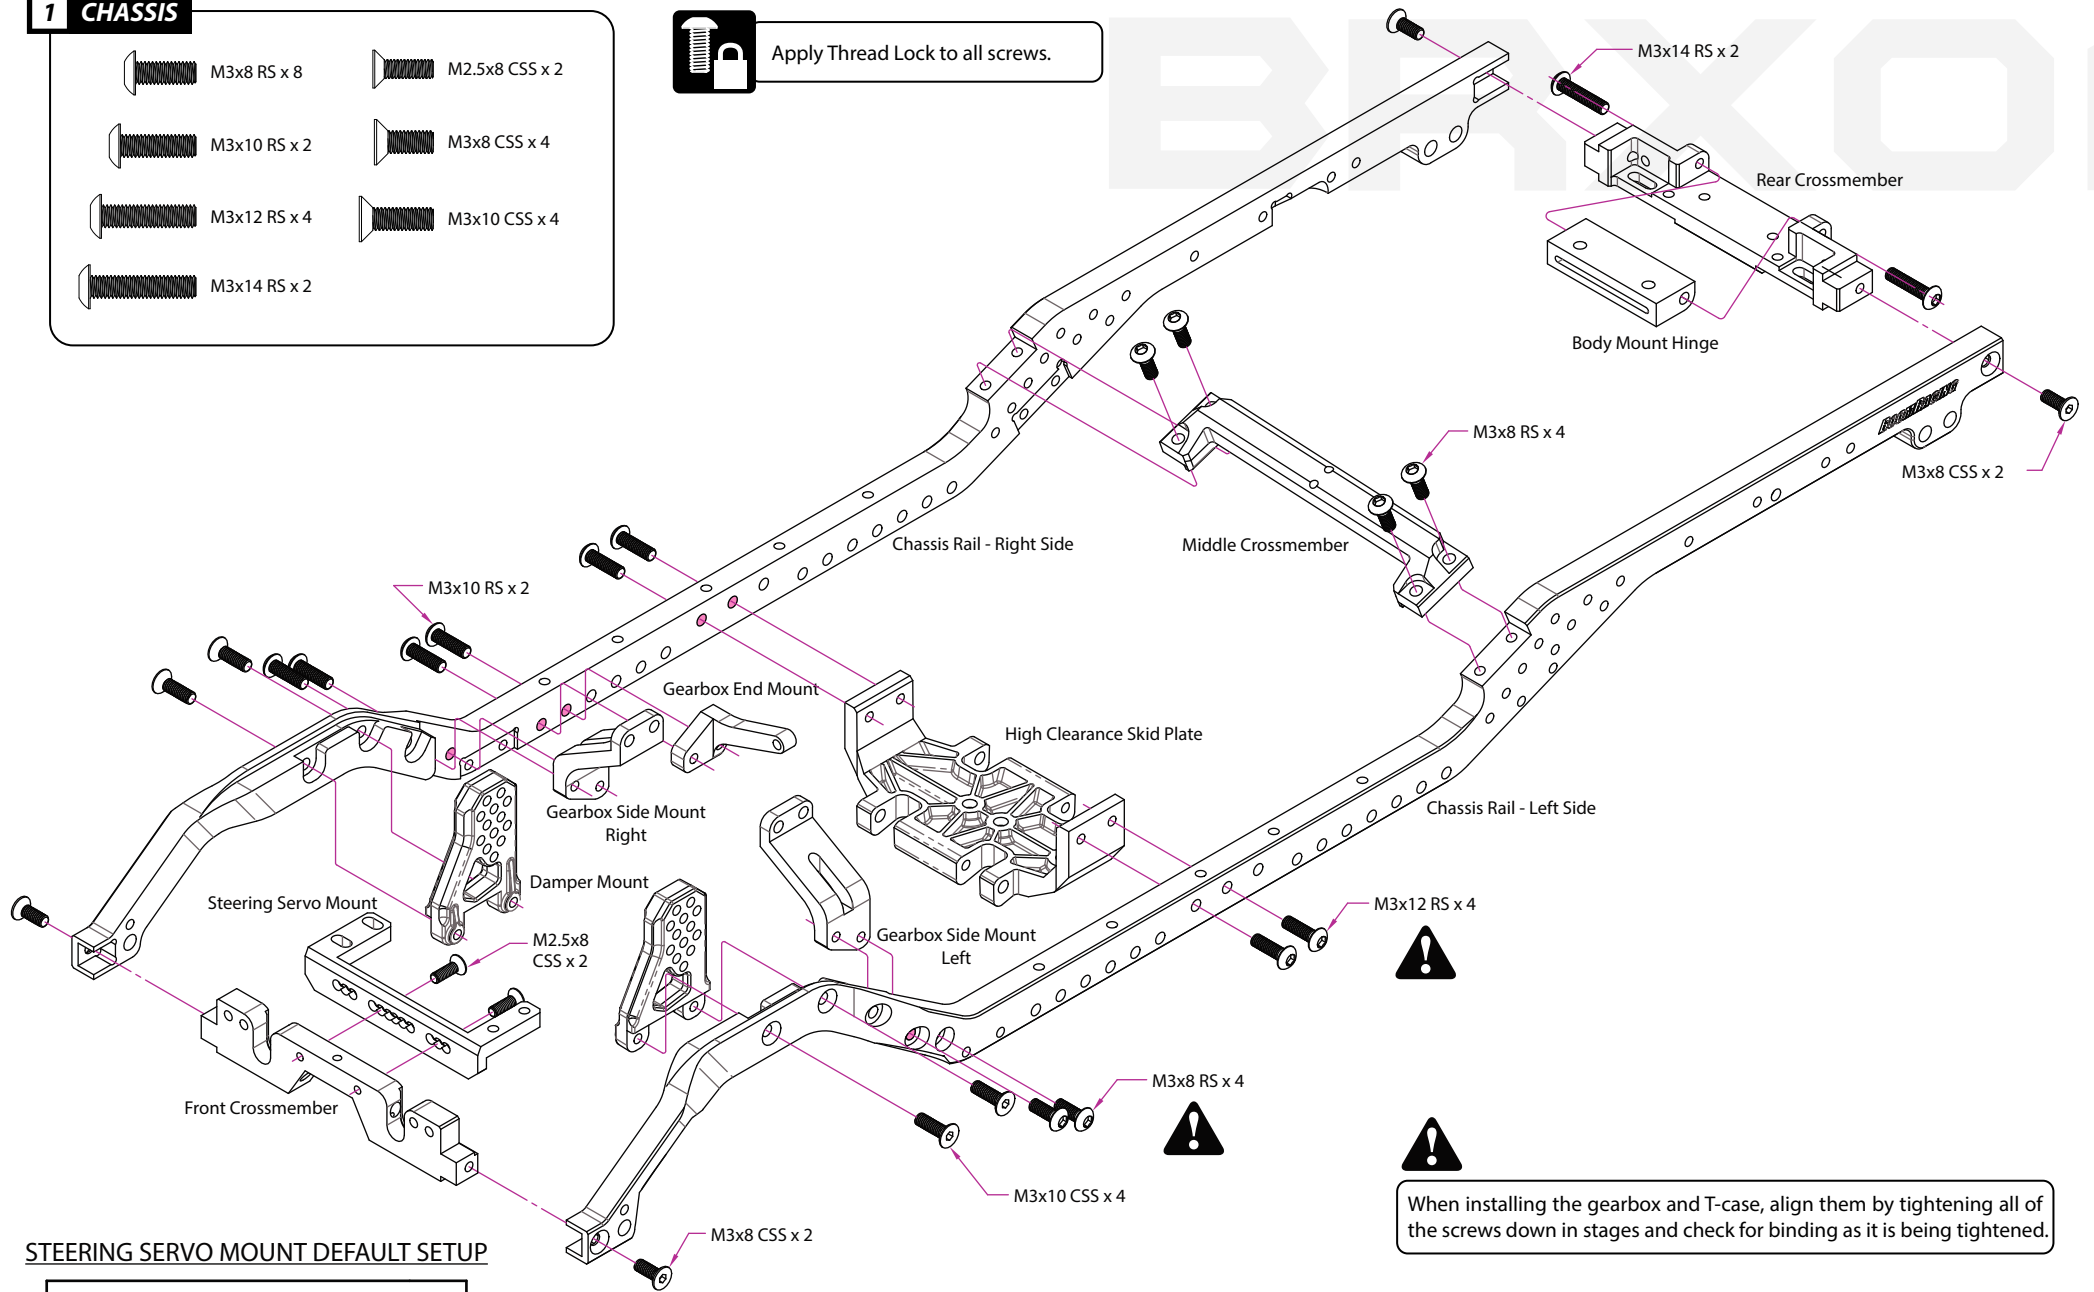 1 CHASSIS
M3x8 RS x 8
M2.5x8 CSS x 2
M3x10 RS x 2
M3x8 CSS x 4
M3x12 RS x 4
M3x10 CSS x 4
M3x14 RS x 2
Apply Thread Lock to all screws.
BRXO
M3x14 RS x 2
Rear Crossmember
Body Mount Hinge
BOOMRACING
M3x8 RS x 4
M3x8 CSS x 2
Chassis Rail - Right Side
Middle Crossmember
M3x10 RS x 2
Gearbox End Mount
High Clearance Skid Plate
Gearbox Side Mount
Right
Chassis Rail - Left Side
Damper Mount
Steering Servo Mount
M2.5x8
CSS x 2
Gearbox Side Mount
Left
M3x12 RS x 4
!
Front Crossmember
M3x8 RS x 4
!
M3x10 CSS x 4
M3x8 CSS x 2
!
When installing the gearbox and T-case, align them by tightening all of
the screws down in stages and check for binding as it is being tightened.
STEERING SERVO MOUNT DEFAULT SETUP